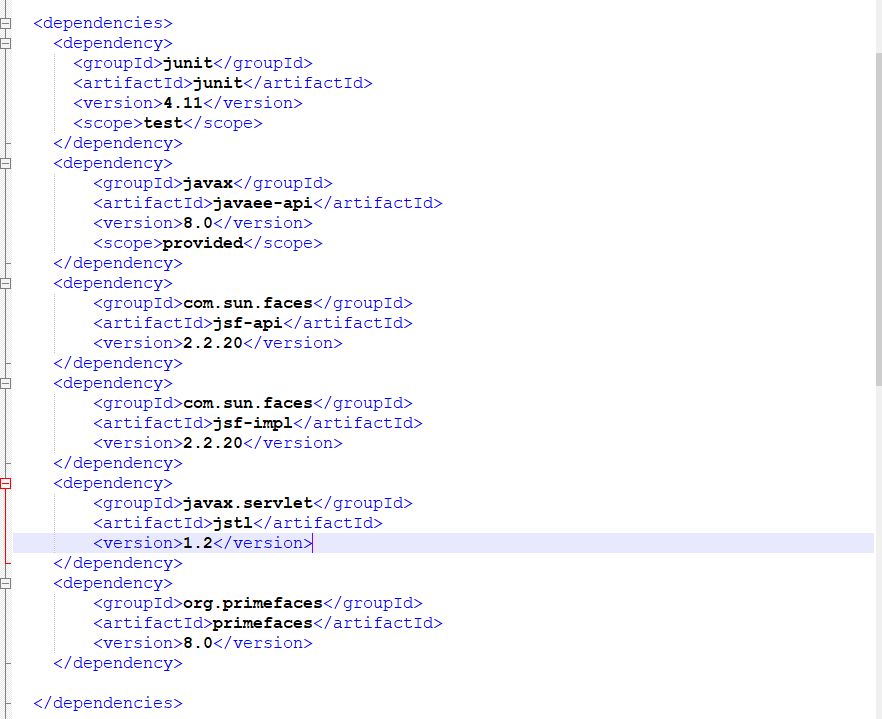 <dependencies>
<dependency>
<groupId>junit</groupId>
<artifactId>junit</artifactId>
<version>4.11</version>
<scope>test</scope>
</dependency>
<dependency>
<groupId>javax</groupId>
<artifactId>javaee-api</artifactId>
<version>8.0</version>
<scope>provided</scope>
</dependency>
<dependency>
<groupId>com.sun.faces</groupId>
<artifactId>jsf-api</artifactId>
<version>2.2.20</version>
</dependency>
<dependency>
<groupId>com.sun.faces</groupId>
<artifactId>jsf-impl</artifactId>
<version>2.2.20</version>
</dependency>
<dependency>
<groupId>javax.servlet</groupId>
<artifactId>jstl</artifactId>
<version>1.2</version>
</dependency>
<dependency>
<groupId>org.primefaces</groupId>
<artifactId>primefaces</artifactId>
<version>8.0</version>
</dependency>
</dependencies>